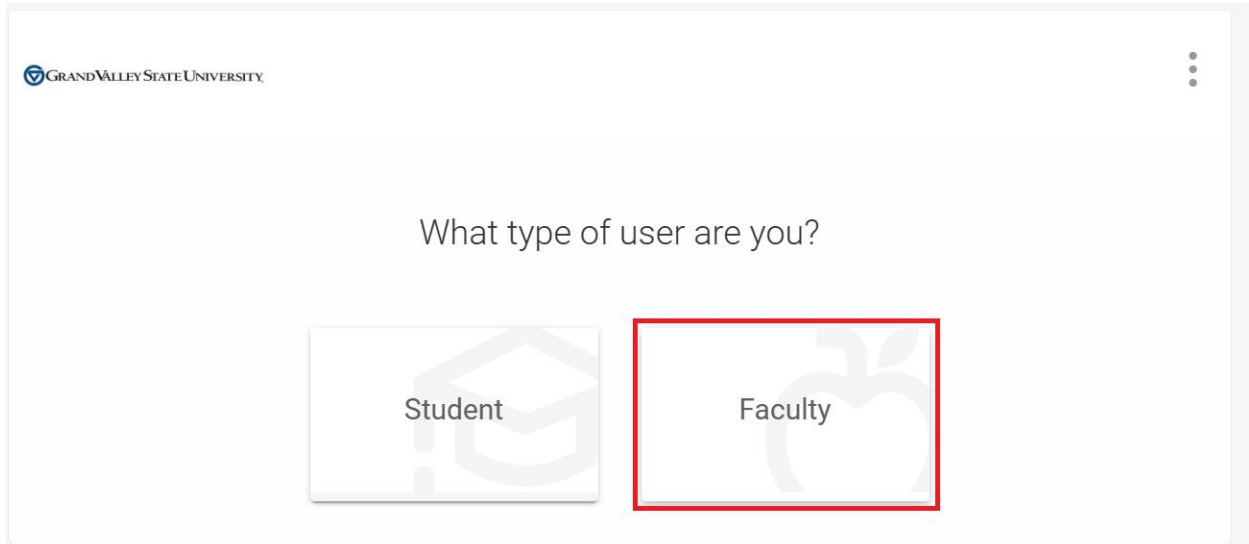 GRAND VALLEY STATE UNIVERSITY
What type of user are you?
Student
Faculty